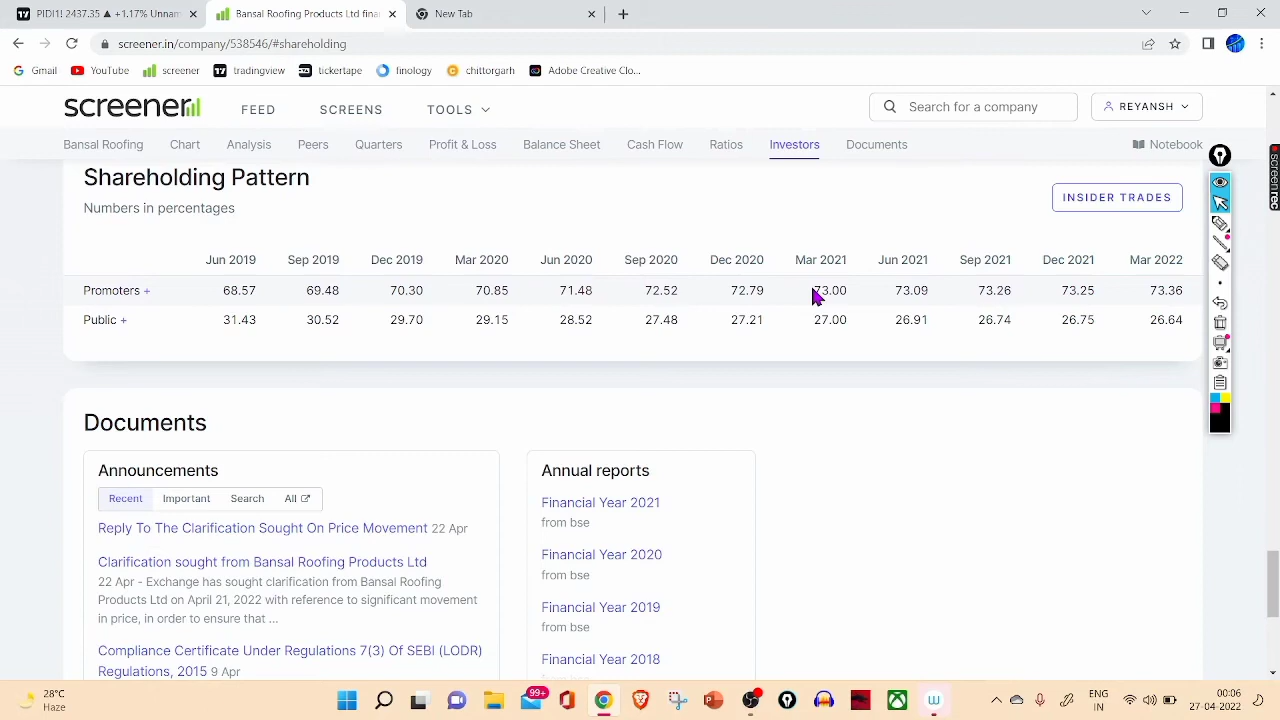 PIDI1! 2437.35 ▲ +1.17% Unnam
Bansal Roofing Products Ltd finan
New Tab
screener.in/company/538546/#shareholding
Gmail YouTube screener tradingview tickertape finology chittorgarh Adobe Creative Clo...
screener FEED SCREENS TOOLS Search for a company REYANSH
Bansal Roofing Chart Analysis Peers Quarters Profit & Loss Balance Sheet Cash Flow Ratios Investors Documents Notebook
screenrec
Shareholding Pattern
Numbers in percentages
INSIDER TRADES
Jun 2019 Sep 2019 Dec 2019 Mar 2020 Jun 2020 Sep 2020 Dec 2020 Mar 2021 Jun 2021 Sep 2021 Dec 2021 Mar 2022
Promoters + 68.57 69.48 70.30 70.85 71.48 72.52 72.79 73.00 73.09 73.26 73.25 73.36
Public + 31.43 30.52 29.70 29.15 28.52 27.48 27.21 27.00 26.91 26.74 26.75 26.64
Documents
Announcements
Recent Important Search All
Reply To The Clarification Sought On Price Movement 22 Apr
Clarification sought from Bansal Roofing Products Ltd
22 Apr - Exchange has sought clarification from Bansal Roofing
Products Ltd on April 21, 2022 with reference to significant movement
in price, in order to ensure that ...
Compliance Certificate Under Regulations 7(3) Of SEBI (LODR)
Regulations, 2015 9 Apr
Annual reports
Financial Year 2021
from bse
Financial Year 2020
from bse
Financial Year 2019
from bse
Financial Year 2018
from bse
28°C
Haze
99+
ENG
IN
00:06
27-04-2022